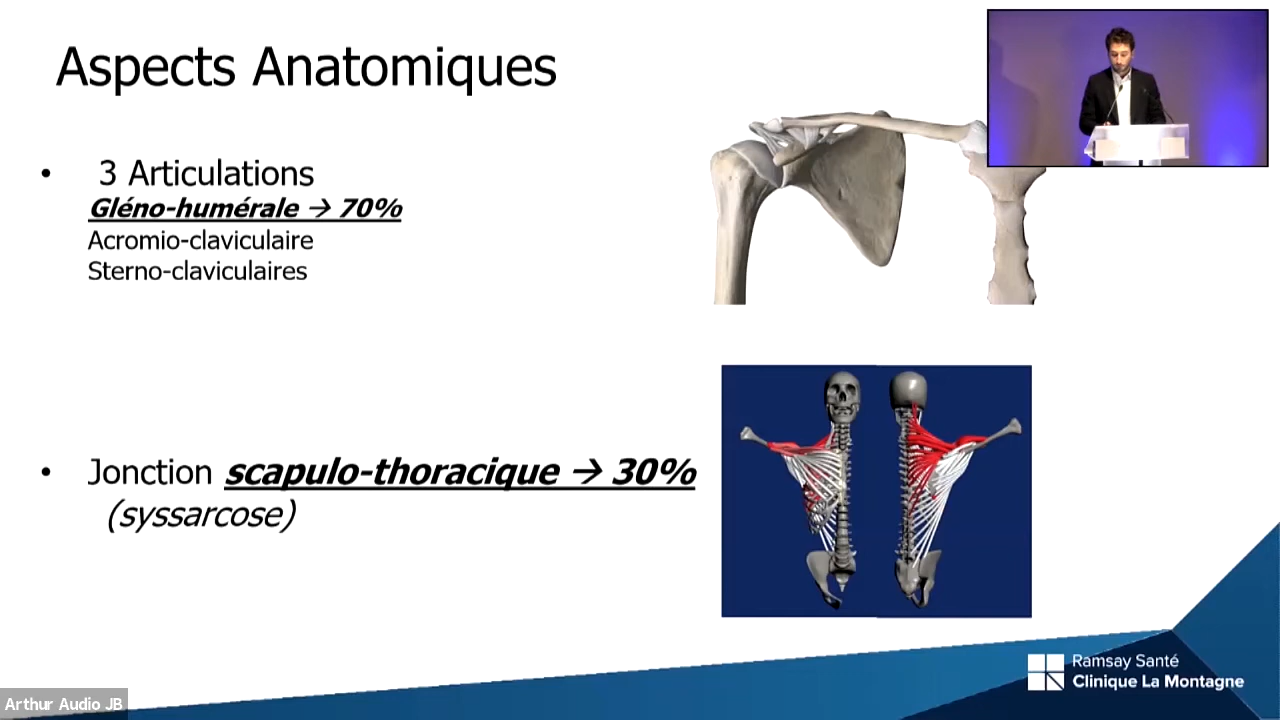 Aspects Anatomiques
• 3 Articulations
Gléno-humérale → 70%
Acromio-claviculaire
Sterno-claviculaires
• Jonction scapulo-thoracique → 30%
(syssarcose)
Ramsay Santé
Clinique La Montagne
Arthur Audio JB